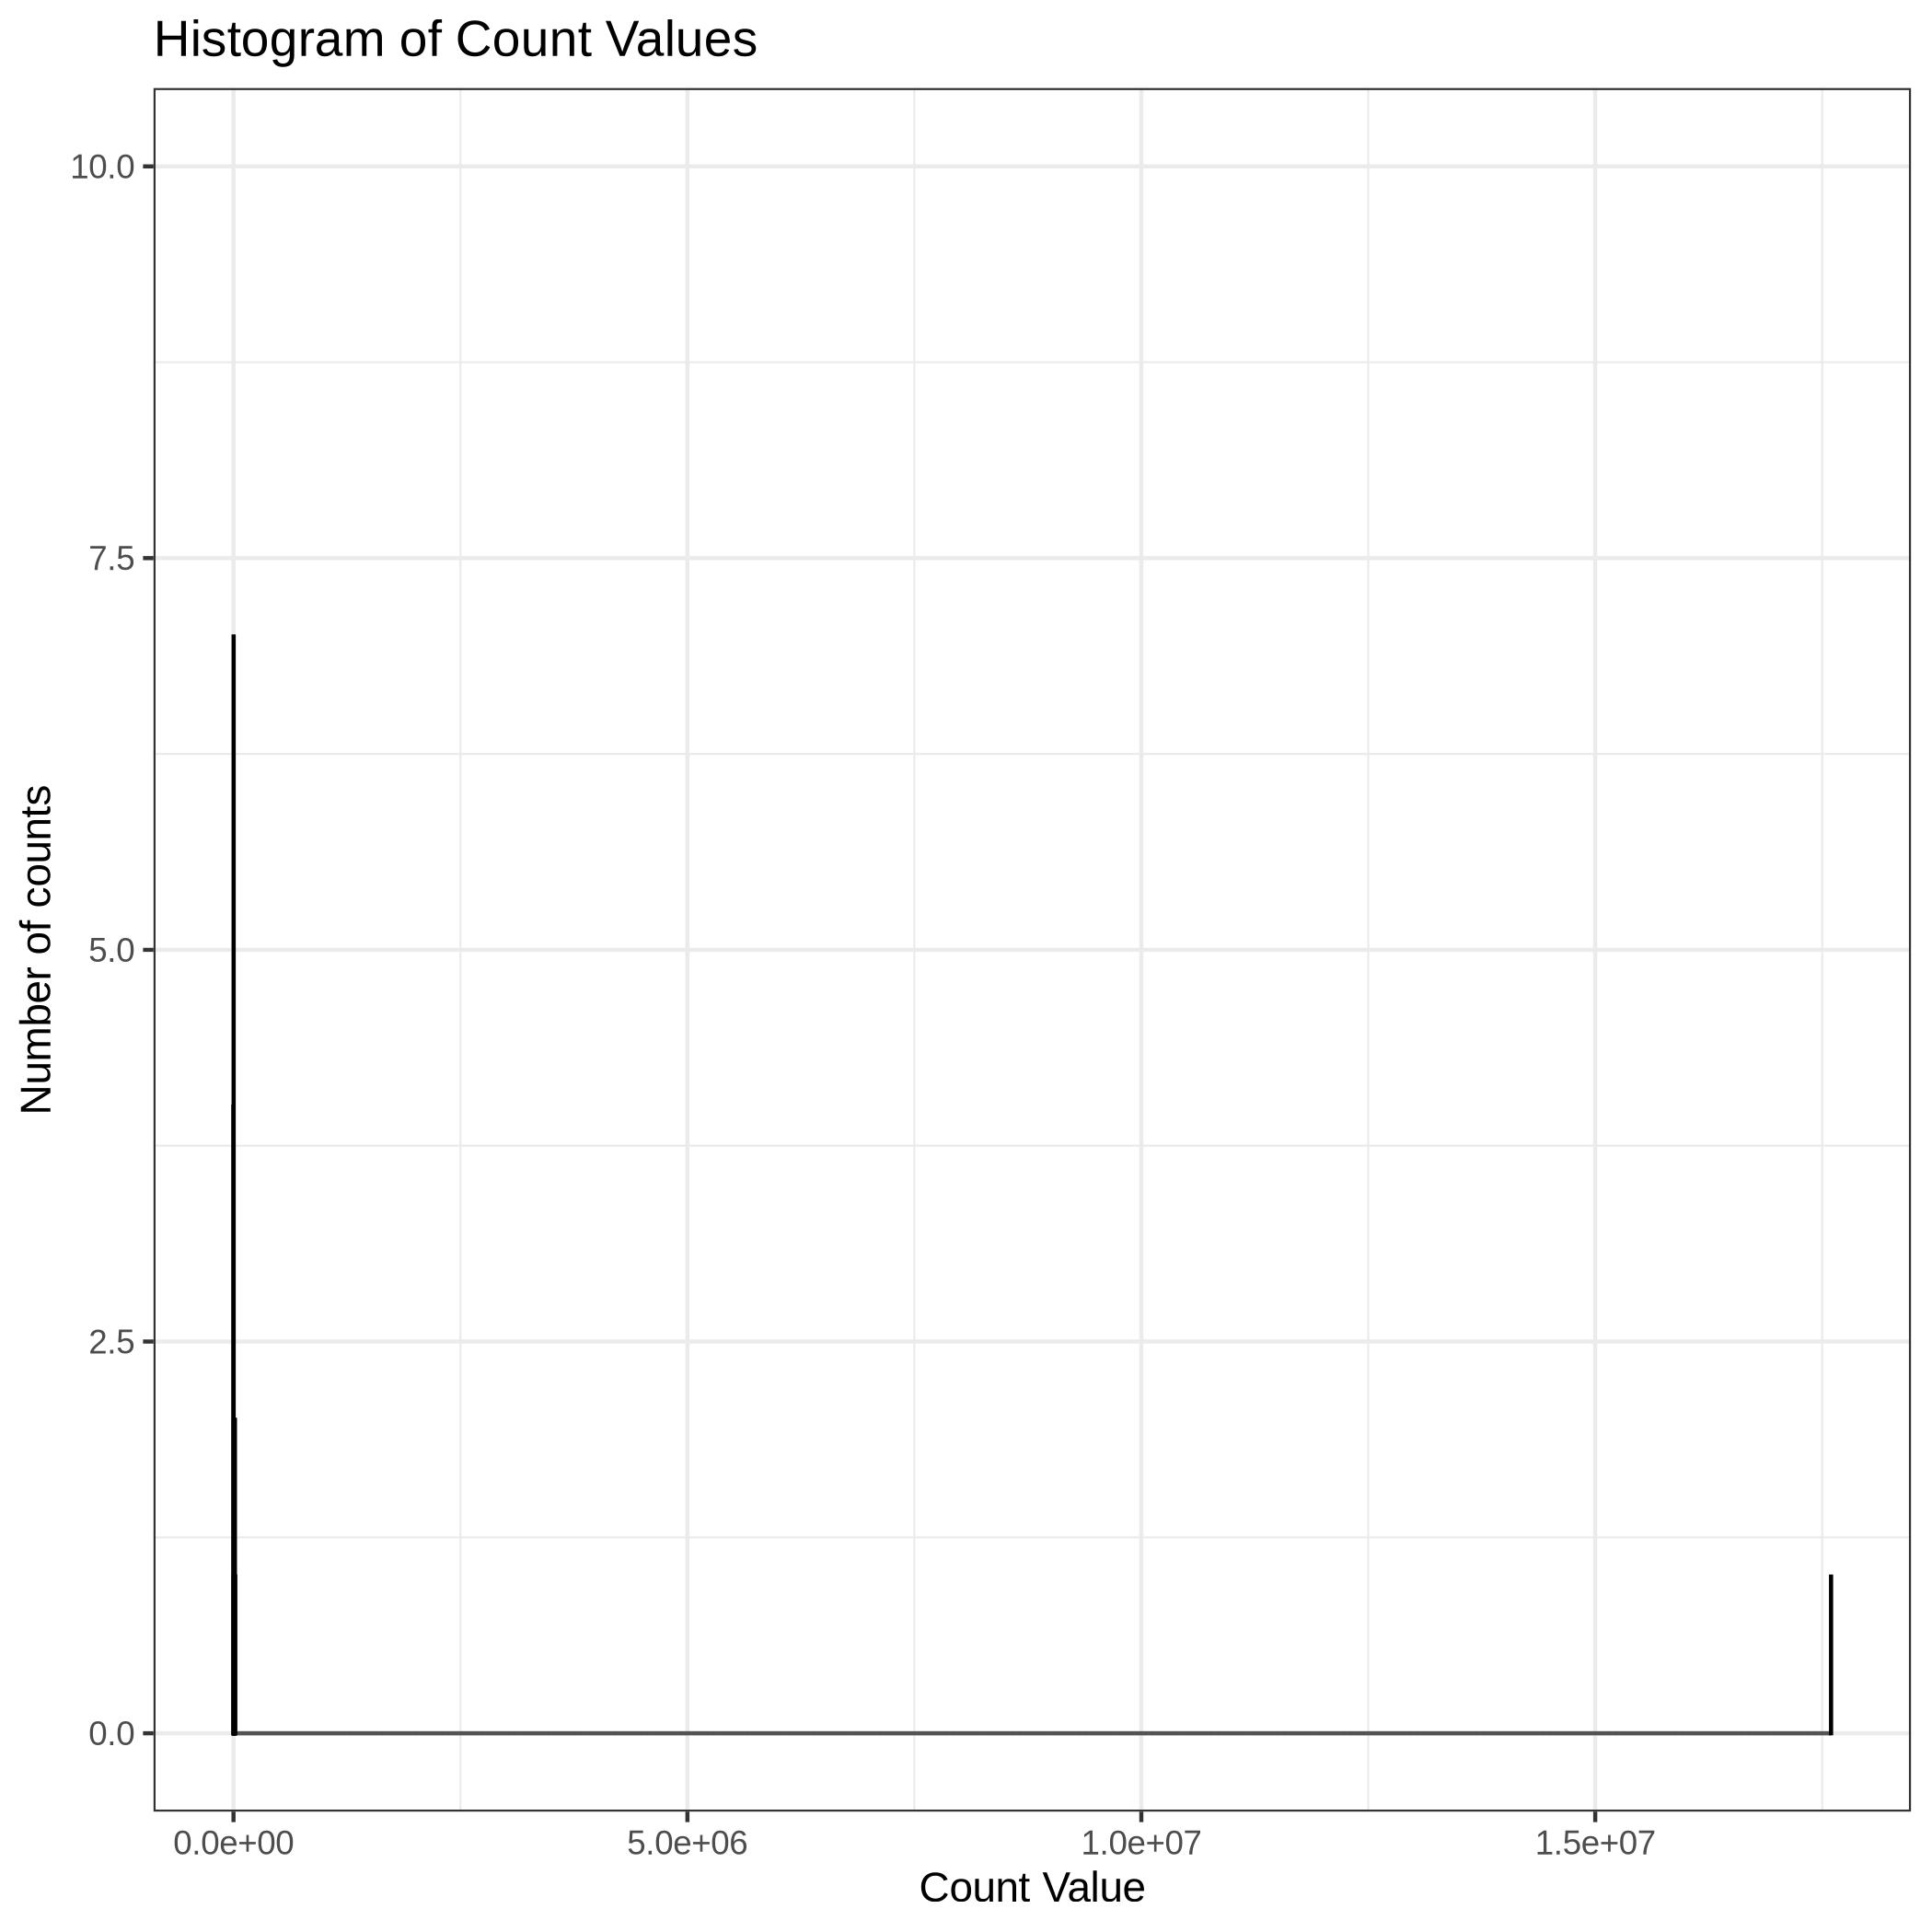 Histogram of Count Values
10.0
7.5
5.0
2.5
0.0
Number of counts
0.0e+00
5.0e+06
1.0e+07
1.5e+07
Count Value